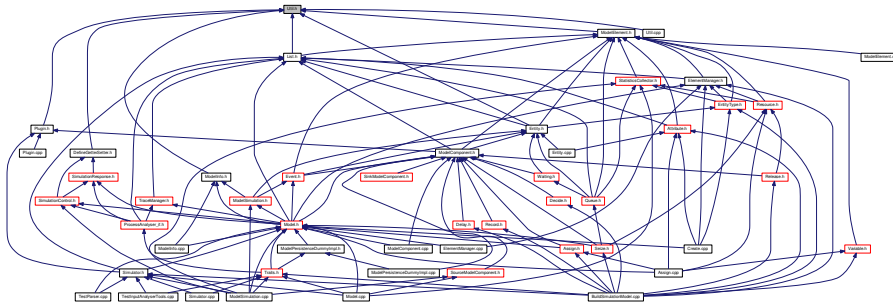 Util.h
ModelElement.h
Util.cpp
List.h
ModelElement.c
StatisticsCollector.h
ElementManager.h
EntityType.h
Resource.h
Plugin.h
Entity.h
Attribute.h
Plugin.cpp
DefineGetterSetter.h
ModelComponent.h
Entity.cpp
SimulationResponse.h
ModelInfo.h
Event.h
SinkModelComponent.h
Waiting.h
Release.h
SimulationControl.h
TraceManager.h
ModelSimulation.h
Decide.h
Queue.h
ProcessAnalyser_if.h
Model.h
Delay.h
Record.h
ModelInfo.cpp
ModelPersistenceDummyImpl.h
ModelComponent.cpp
ElementManager.cpp
Assign.h
Seize.h
Create.cpp
Variable.h
Simulator.h
Traits.h
ModelPersistenceDummyImpl.cpp
SourceModelComponent.h
Assign.cpp
TestParser.cpp
TestInputAnalyserTools.cpp
Simulator.cpp
ModelSimulation.cpp
Model.cpp
BuildSimulationModel.cpp